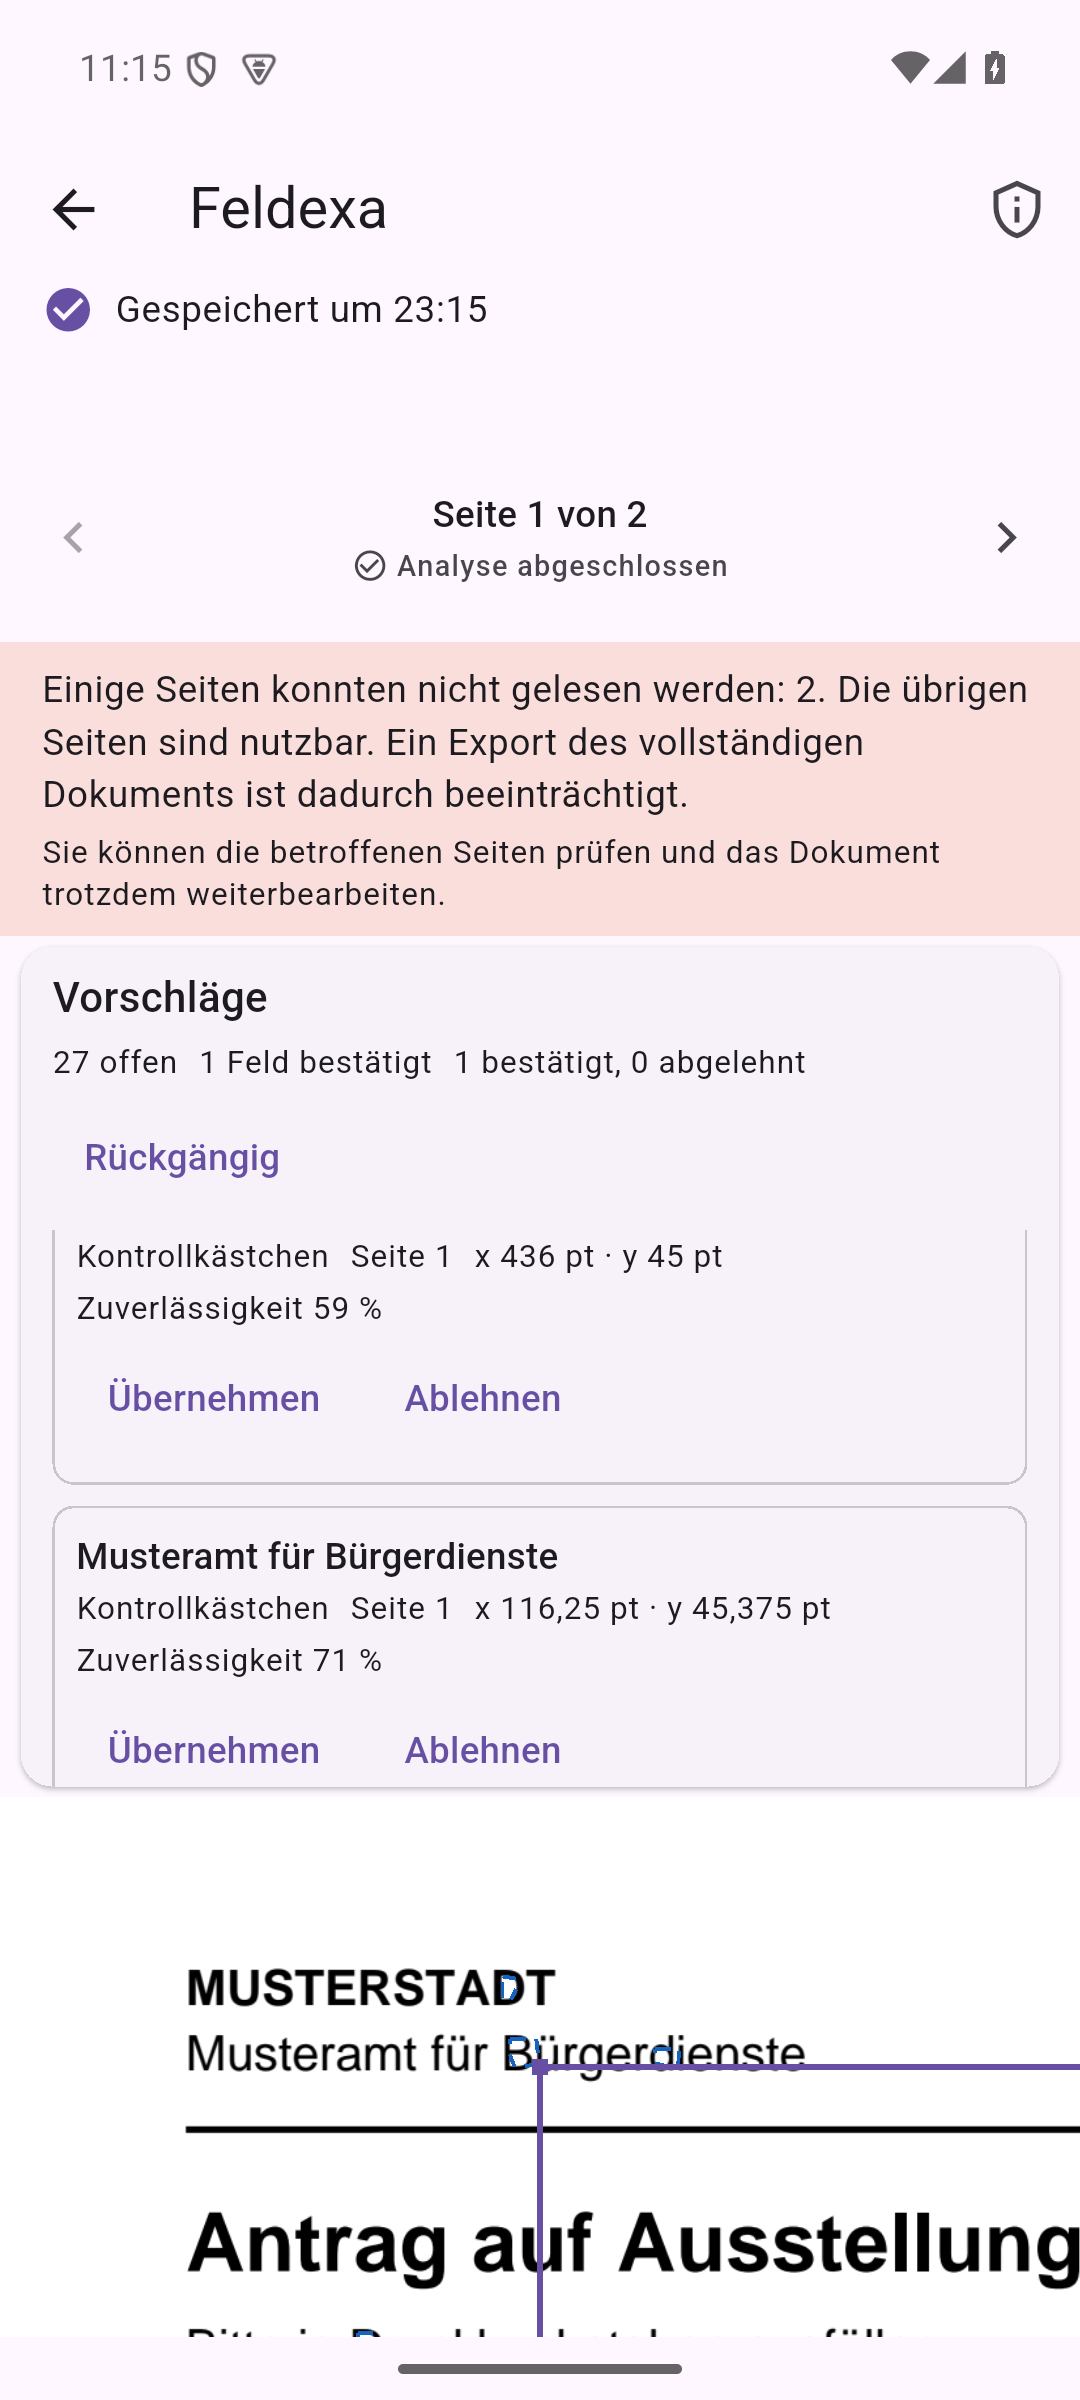 11:15
Feldexa
Gespeichert um 23:15
Seite 1 von 2
Analyse abgeschlossen
Einige Seiten konnten nicht gelesen werden: 2. Die übrigen
Seiten sind nutzbar. Ein Export des vollständigen
Dokuments ist dadurch beeinträchtigt.
Sie können die betroffenen Seiten prüfen und das Dokument
trotzdem weiterbearbeiten.
Vorschläge
27 offen 1 Feld bestätigt 1 bestätigt, 0 abgelehnt
Rückgängig
Kontrollkästchen Seite 1 x 436 pt · y 45 pt
Zuverlässigkeit 59 %
Übernehmen Ablehnen
Musteramt für Bürgerdienste
Kontrollkästchen Seite 1 x 116,25 pt · y 45,375 pt
Zuverlässigkeit 71 %
Übernehmen Ablehnen
MUSTERSTADT
Musteramt für Bürgerdienste
Antrag auf Ausstellung